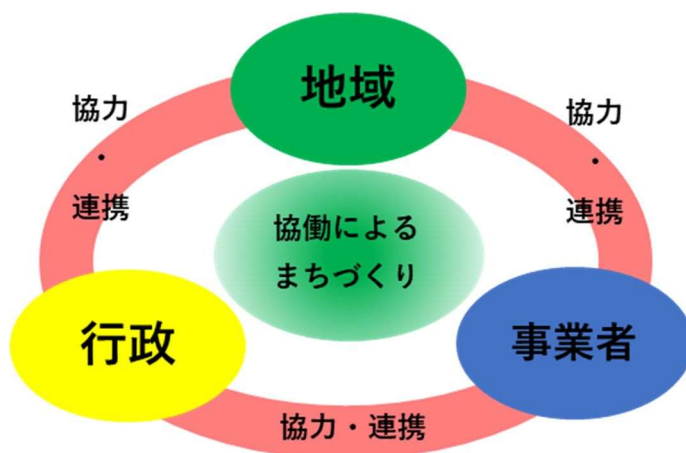 地域
協力
・
連携
協力
・
連携
協働による
まちづくり
行政
事業者
協力・連携